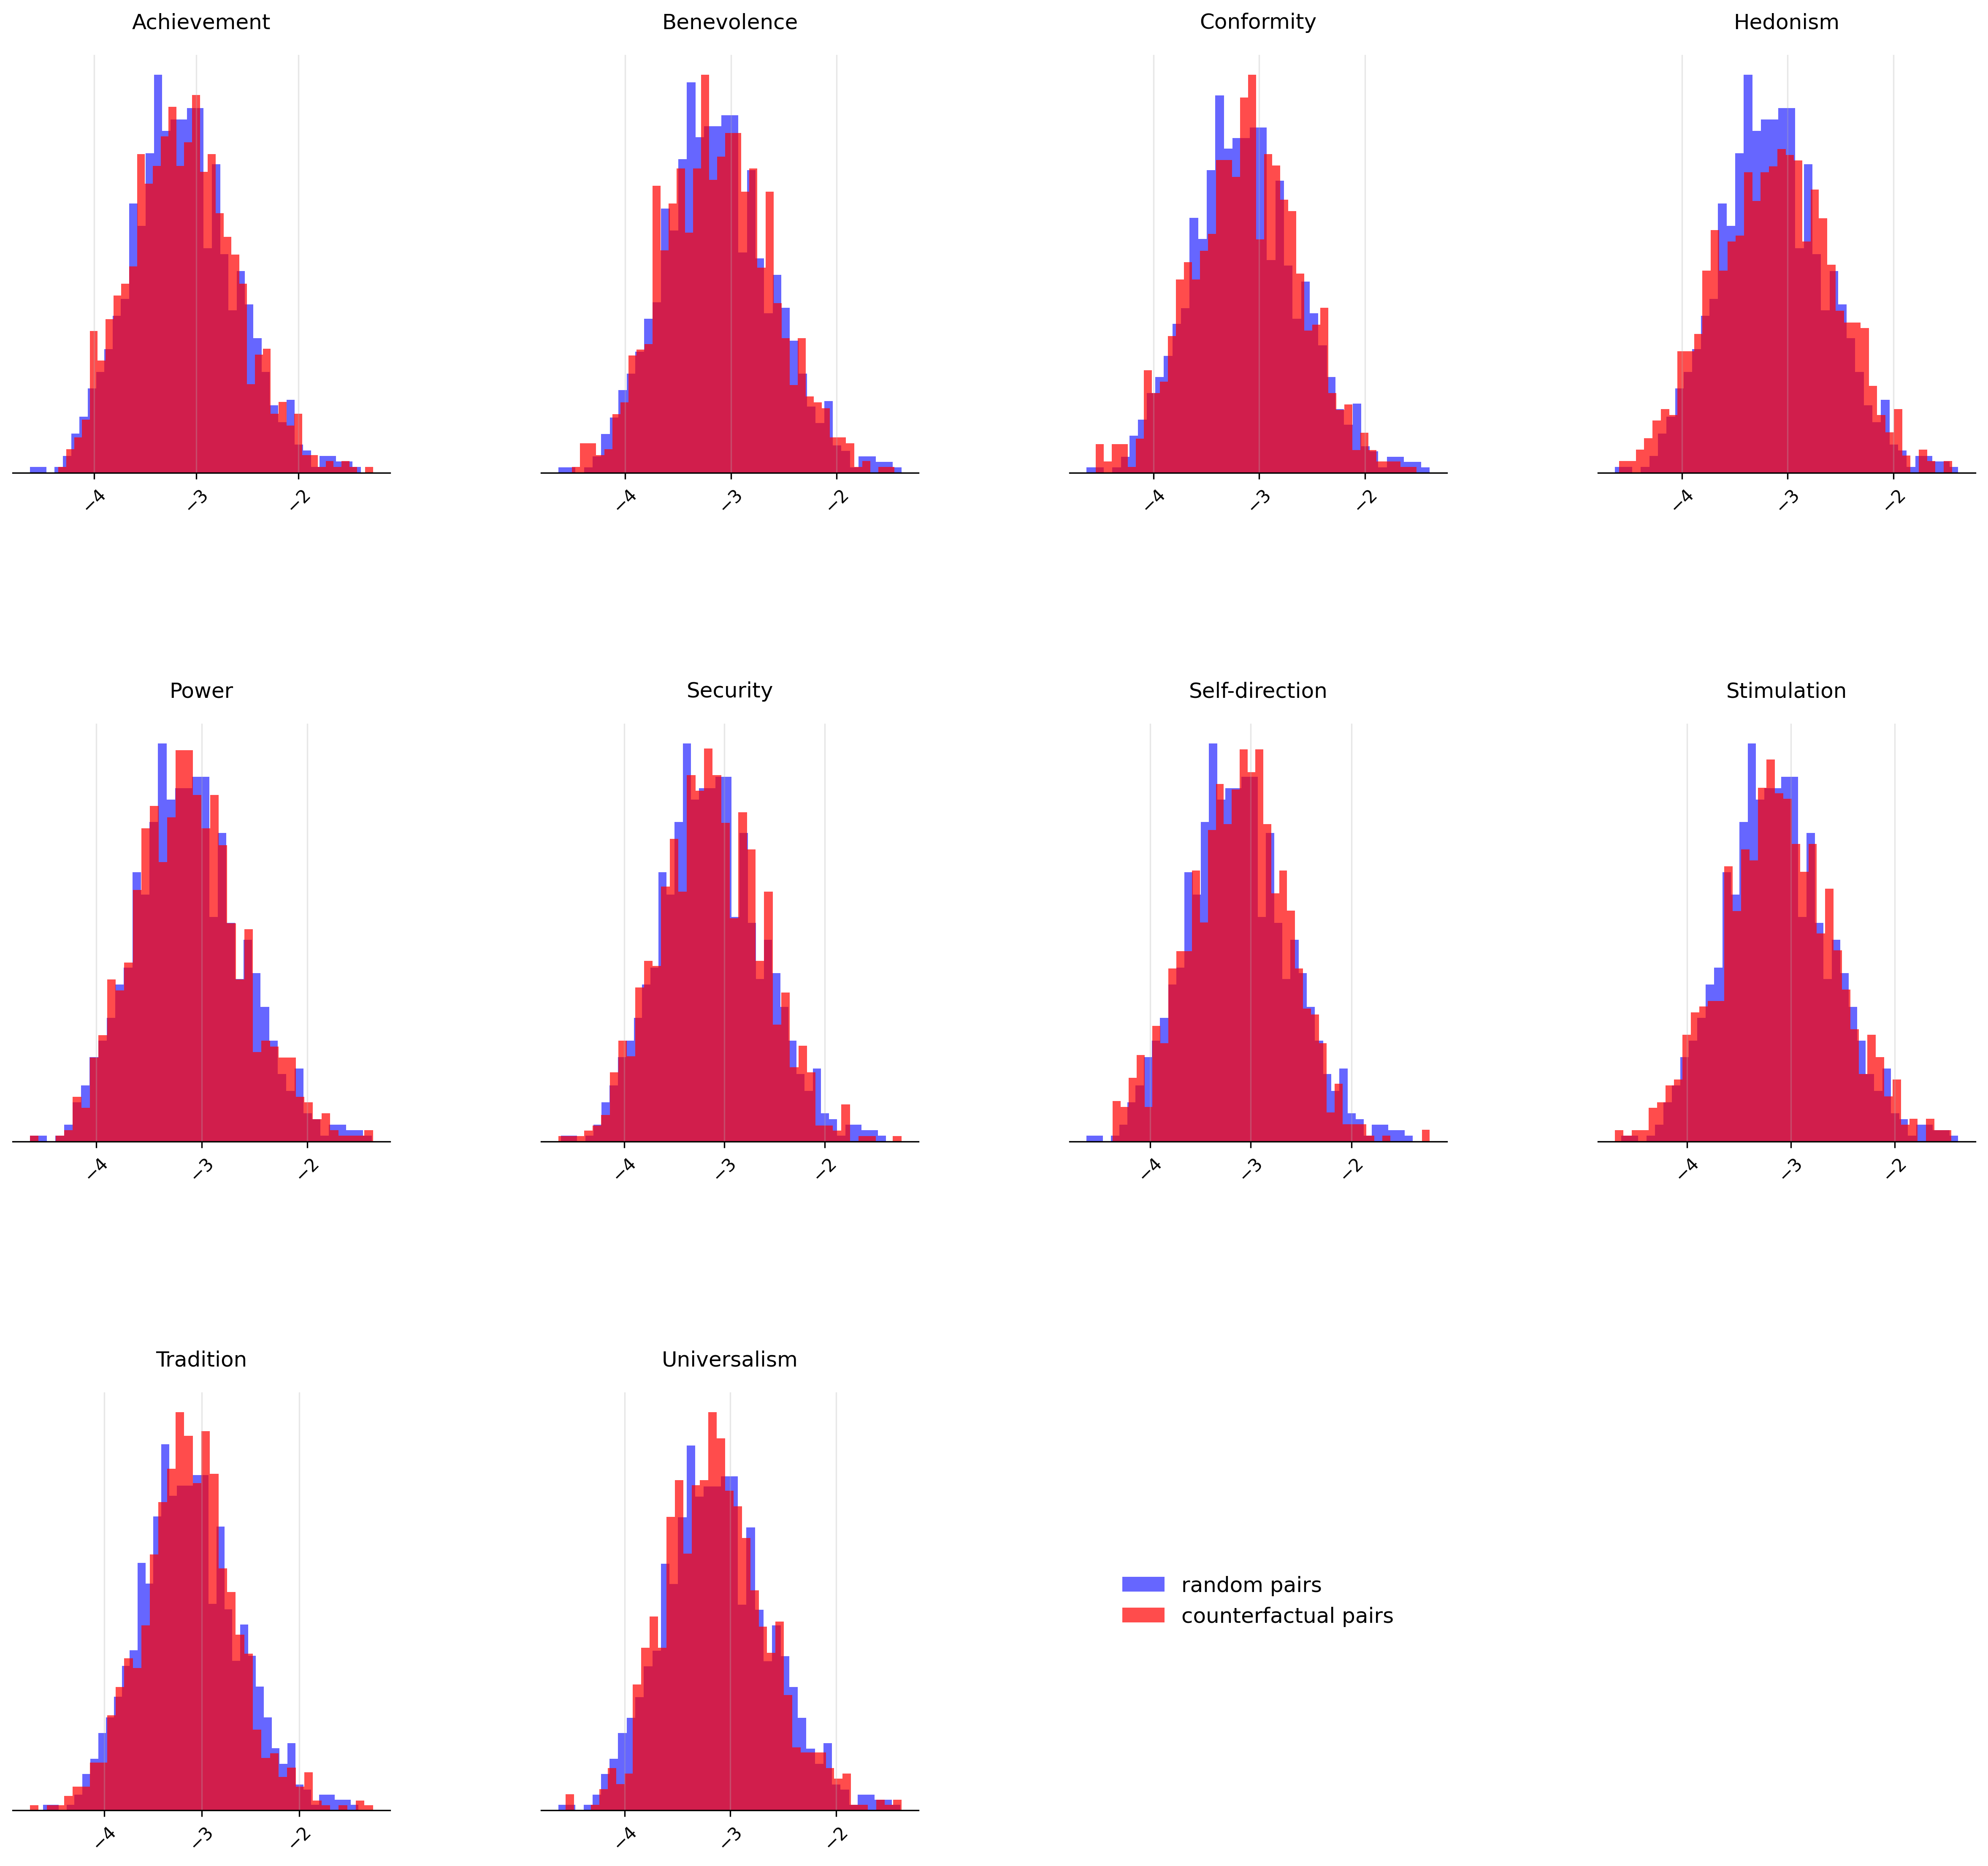 Achievement
Benevolence
Conformity
Hedonism
−4 −3 −2
−4 −3 −2
−4 −3 −2
−4 −3 −2
Power
Security
Self-direction
Stimulation
−4 −3 −2
−4 −3 −2
−4 −3 −2
−4 −3 −2
Tradition
Universalism
random pairs
counterfactual pairs
−4 −3 −2
−4 −3 −2